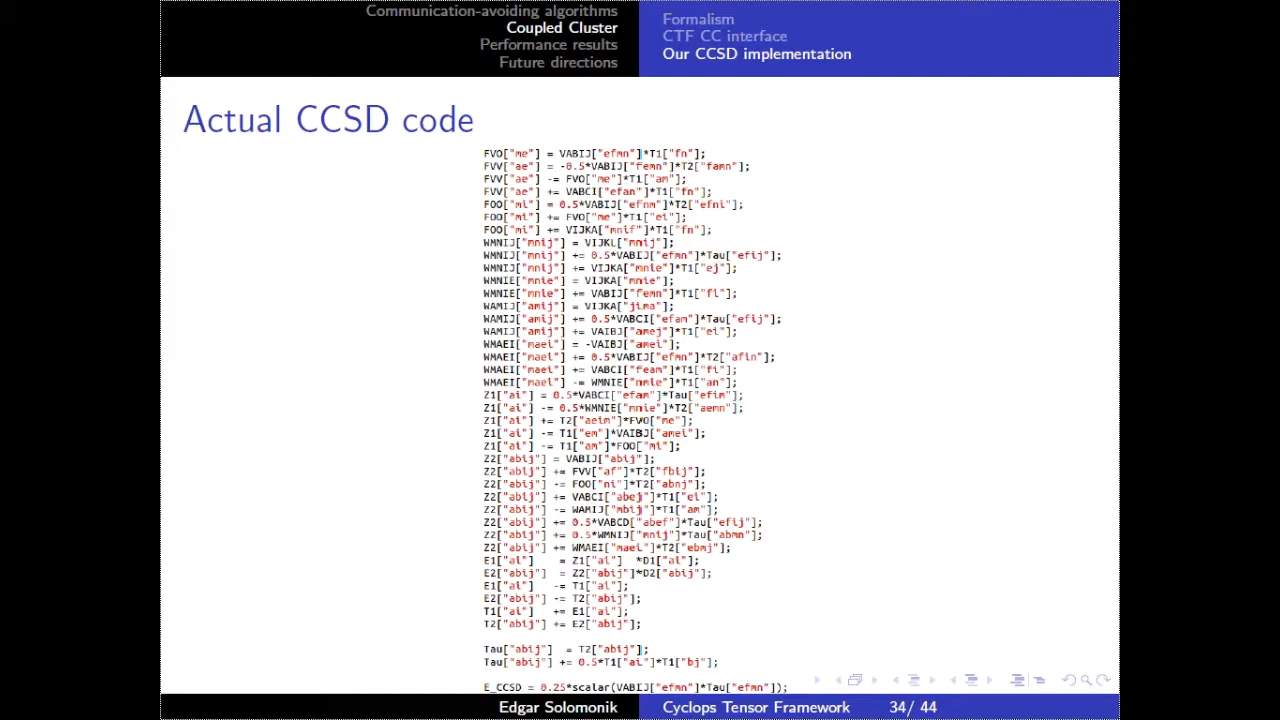 Communication-avoiding algorithms
Coupled Cluster
Performance results
Future directions
Formalism
CTF CC interface
Our CCSD implementation
Actual CCSD code
FVO["me"] = VABIJ["efmn"]*T1["fn"];
FVV["ae"] = -0.5*VABIJ["femn"]*T2["famn"];
FVV["ae"] -= FVO["me"]*T1["am"];
FVV["ae"] += VABCI["efan"]*T1["fn"];
FOO["mi"] = 0.5*VABIJ["efnm"]*T2["efni"];
FOO["mi"] += FVO["me"]*T1["ei"];
FOO["mi"] += VIJKA["mnif"]*T1["fn"];
WMNIJ["mnij"] = VIJKL["mnij"];
WMNIJ["mnij"] += 0.5*VABIJ["efmn"]*Tau["efij"];
WMNIJ["mnij"] += VIJKA["mnie"]*T1["ej"];
WMNIE["mnie"] = VIJKA["mnie"];
WMNIE["mnie"] += VABIJ["femn"]*T1["fi"];
WAMIJ["amij"] = VIJKA["jima"];
WAMIJ["amij"] += 0.5*VABCI["efam"]*Tau["efij"];
WAMIJ["amij"] += VAIBJ["amej"]*T1["ei"];
WMAEI["maei"] = -VAIBJ["amei"];
WMAEI["maei"] += 0.5*VABIJ["efmn"]*T2["afin"];
WMAEI["maei"] += VABCI["feam"]*T1["fi"];
WMAEI["maei"] -= WMNIE["nmie"]*T1["an"];
Z1["ai"] = 0.5*VABCI["efam"]*Tau["efim"];
Z1["ai"] -= 0.5*WMNIE["mnie"]*T2["aemn"];
Z1["ai"] += T2["aeim"]*FVO["me"];
Z1["ai"] -= T1["em"]*VAIBJ["amei"];
Z1["ai"] -= T1["am"]*FOO["mi"];
Z2["abij"] = VABIJ["abij"];
Z2["abij"] += FVV["af"]*T2["fbij"];
Z2["abij"] -= FOO["ni"]*T2["abnj"];
Z2["abij"] += VABCI["abej"]*T1["ei"];
Z2["abij"] -= WAMIJ["mbij"]*T1["am"];
Z2["abij"] += 0.5*VABCD["abef"]*Tau["efij"];
Z2["abij"] += 0.5*WMNIJ["mnij"]*Tau["abmn"];
Z2["abij"] += WMAEI["maei"]*T2["ebmj"];
E1["ai"] = Z1["ai"] *D1["ai"];
E2["abij"] = Z2["abij"]*D2["abij"];
E1["ai"] -= T1["ai"];
E2["abij"] -= T2["abij"];
T1["ai"] += E1["ai"];
T2["abij"] += E2["abij"];
Tau["abij"] = T2["abij"];
Tau["abij"] += 0.5*T1["ai"]*T1["bj"];
E_CCSD = 0.25*scalar(VABIJ["efmn"]*Tau["efmn"]);
Edgar Solomonik
Cyclops Tensor Framework
34/ 44